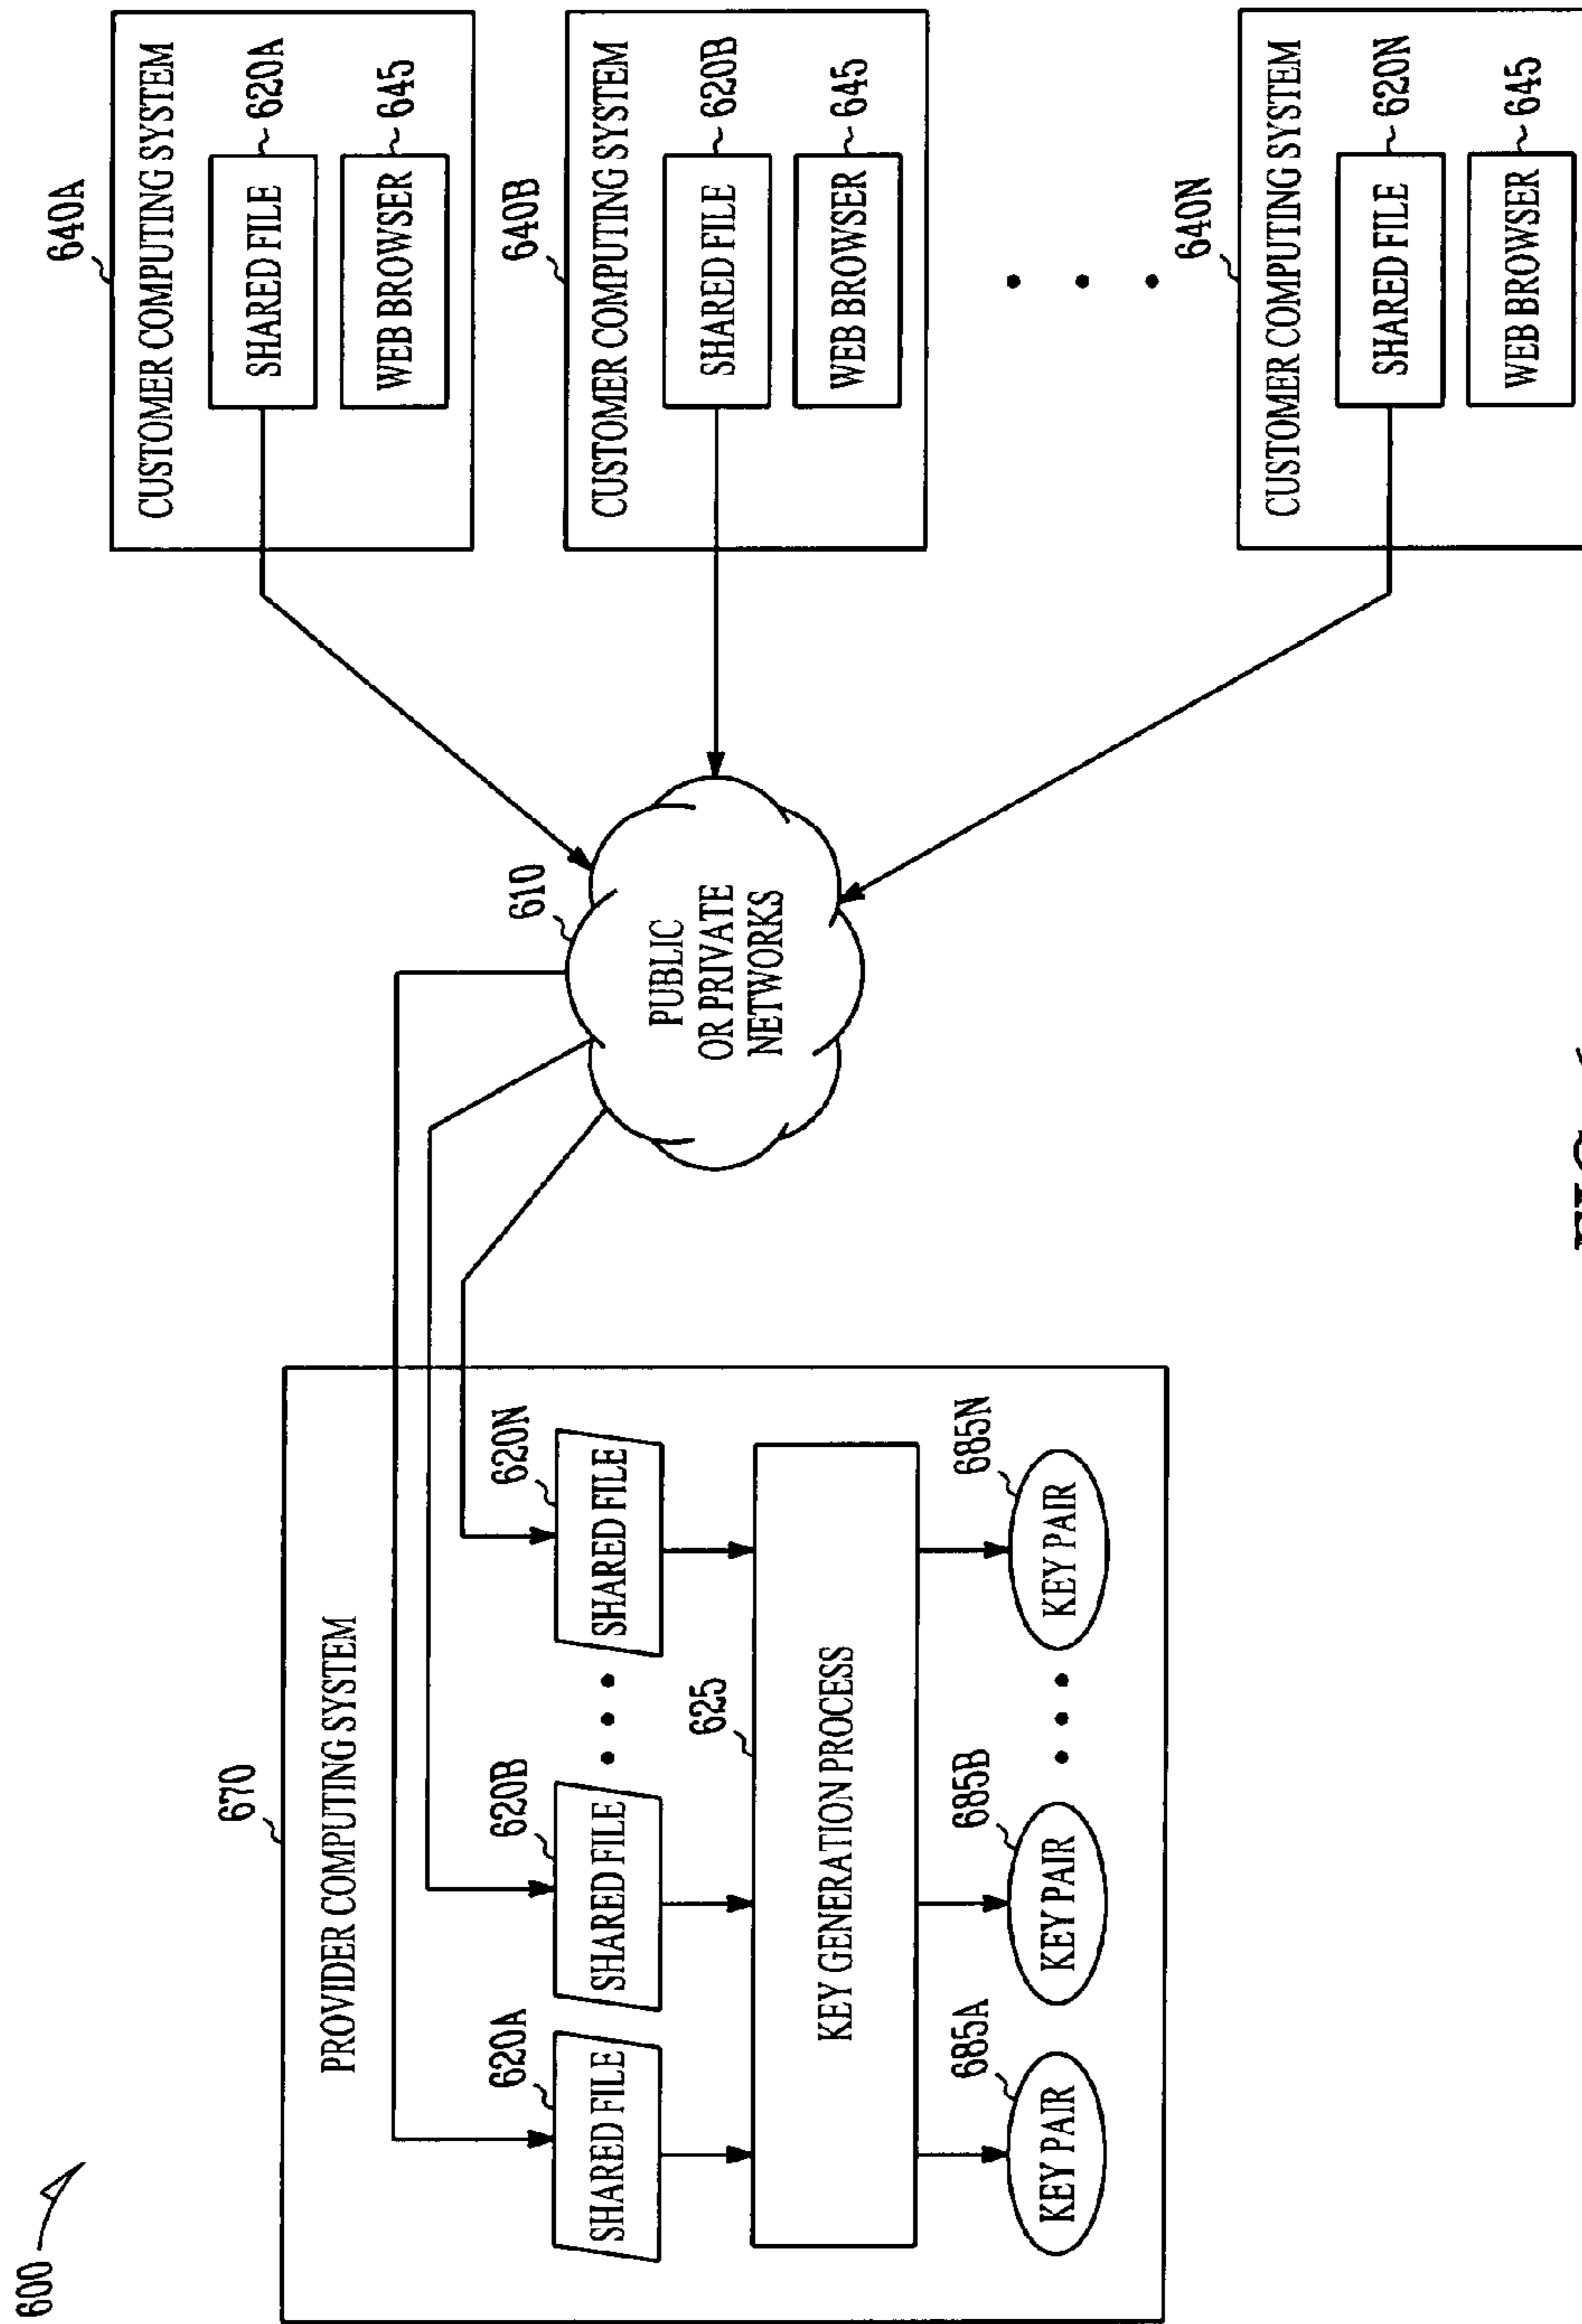 600
670
PROVIDER COMPUTING SYSTEM
620A
620B
620N
SHARED FILE
SHARED FILE
SHARED FILE
625
KEY GENERATION PROCESS
685A
685B
685N
KEY PAIR
KEY PAIR
KEY PAIR
610
PUBLIC
OR PRIVATE
NETWORKS
640A
CUSTOMER COMPUTING SYSTEM
SHARED FILE
620A
WEB BROWSER
645
640B
CUSTOMER COMPUTING SYSTEM
SHARED FILE
620B
WEB BROWSER
645
640N
CUSTOMER COMPUTING SYSTEM
SHARED FILE
620N
WEB BROWSER
645